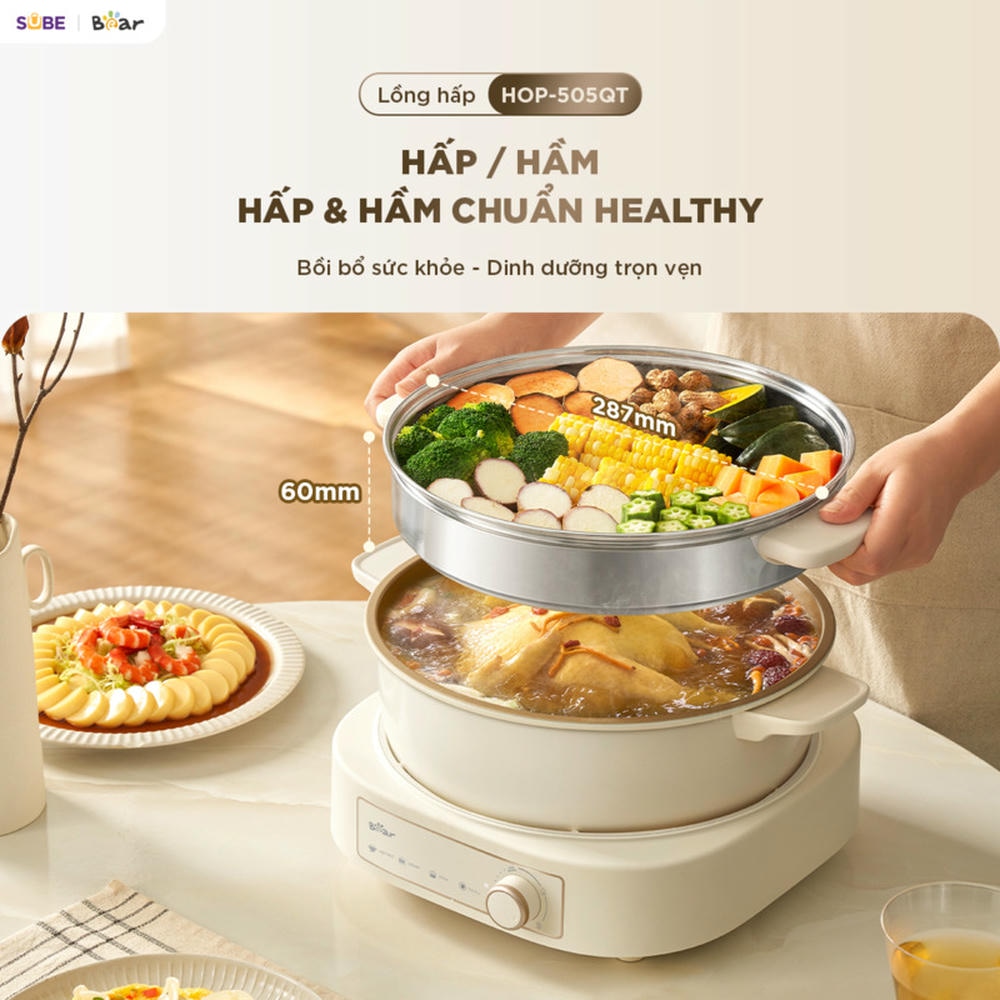 SUBE | Bear
Lồng hấp HOP-505QT
HẤP / HẦM
HẤP & HẦM CHUẨN HEALTHY
Bồi bổ sức khỏe - Dinh dưỡng trọn vẹn
287mm
60mm
Bear